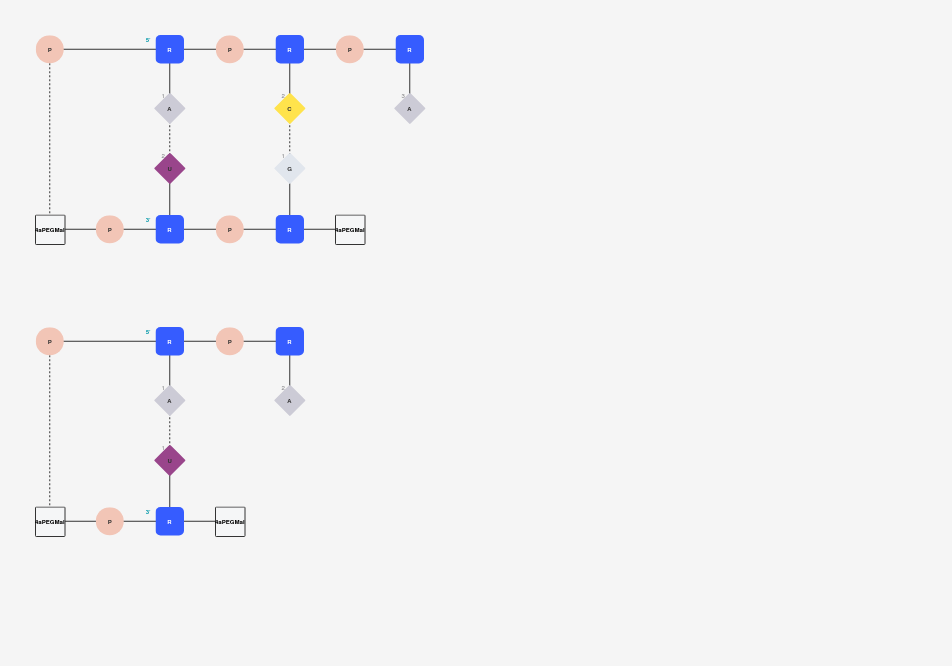 P 5' R P R P R
1 A 2 C 3 A
2 U 1 G
4aPEGMal P 3' R P R 4aPEGMal
P 5' R P R
1 A 2 A
1 U
4aPEGMal P 3' R 4aPEGMal